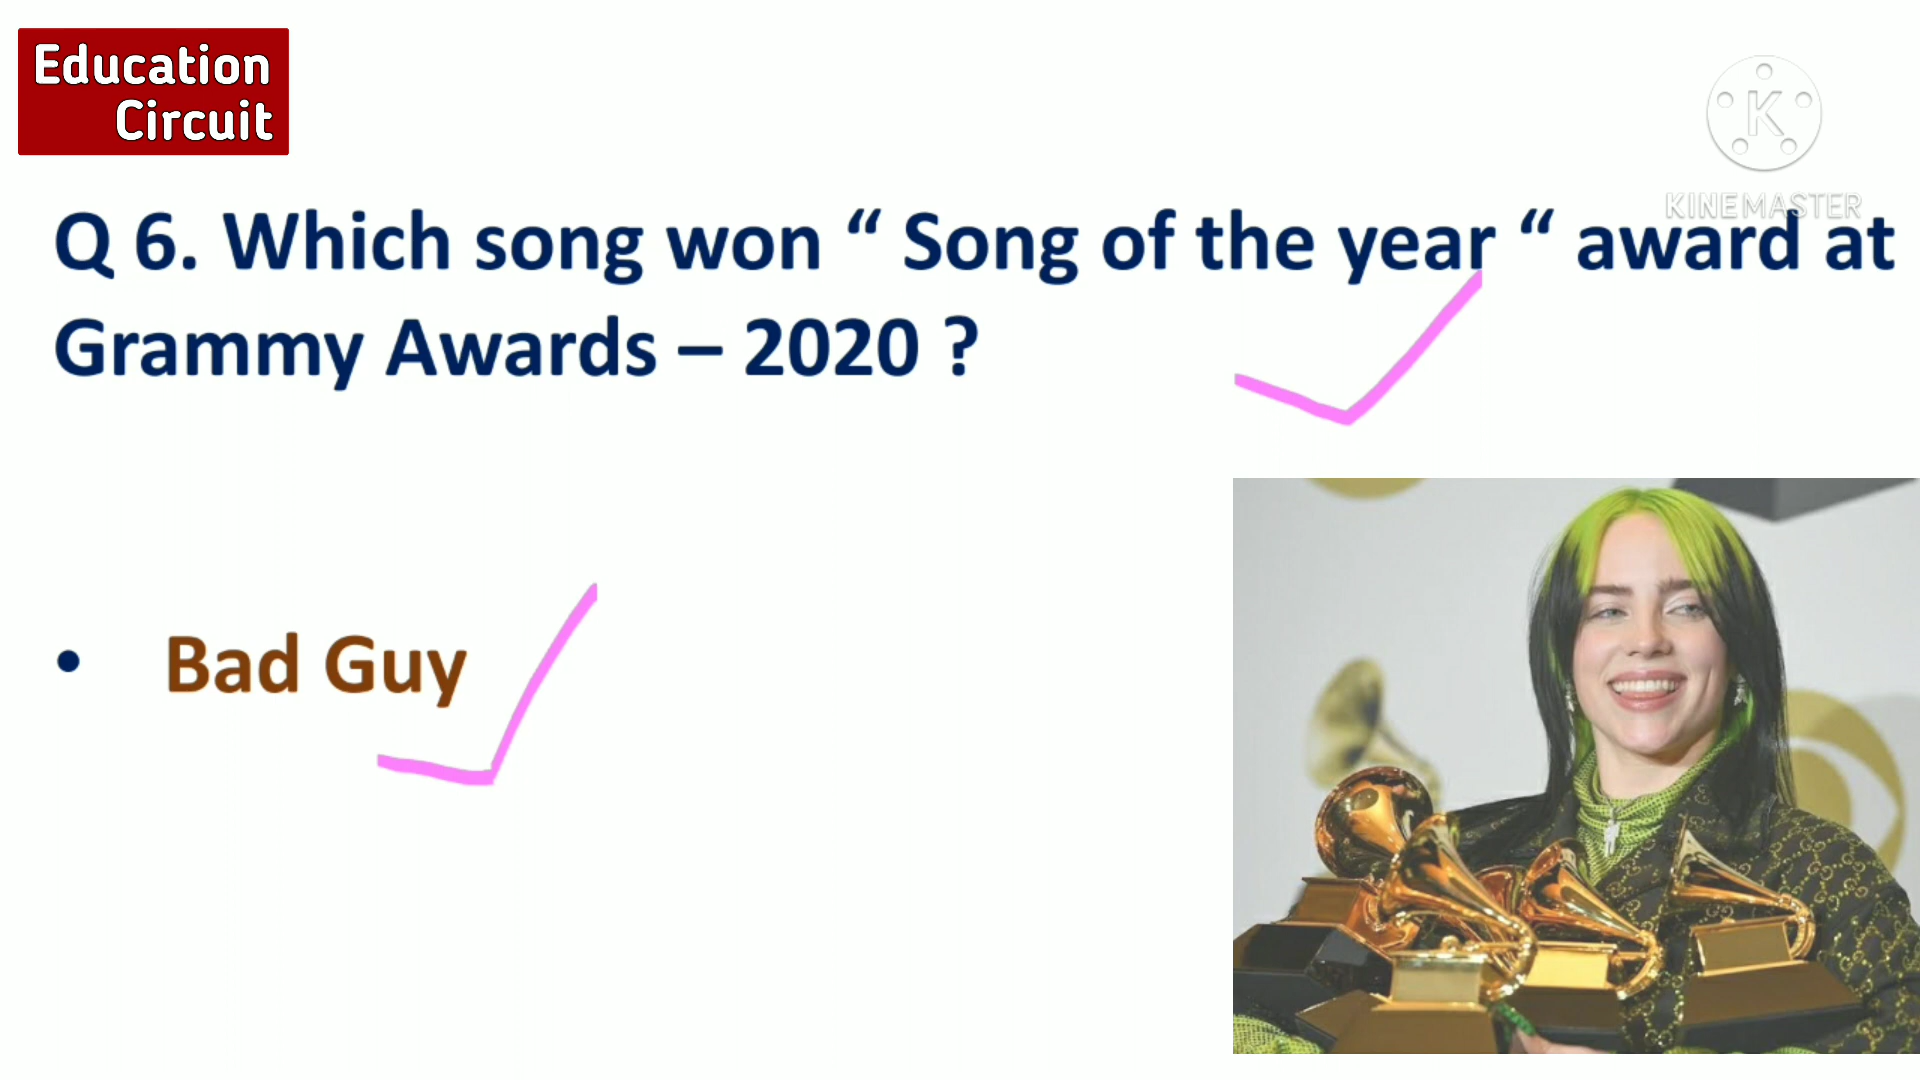 Education
Circuit
K
KINEMASTER
Q 6. Which song won “ Song of the year “ award at
Grammy Awards – 2020 ?
• Bad Guy